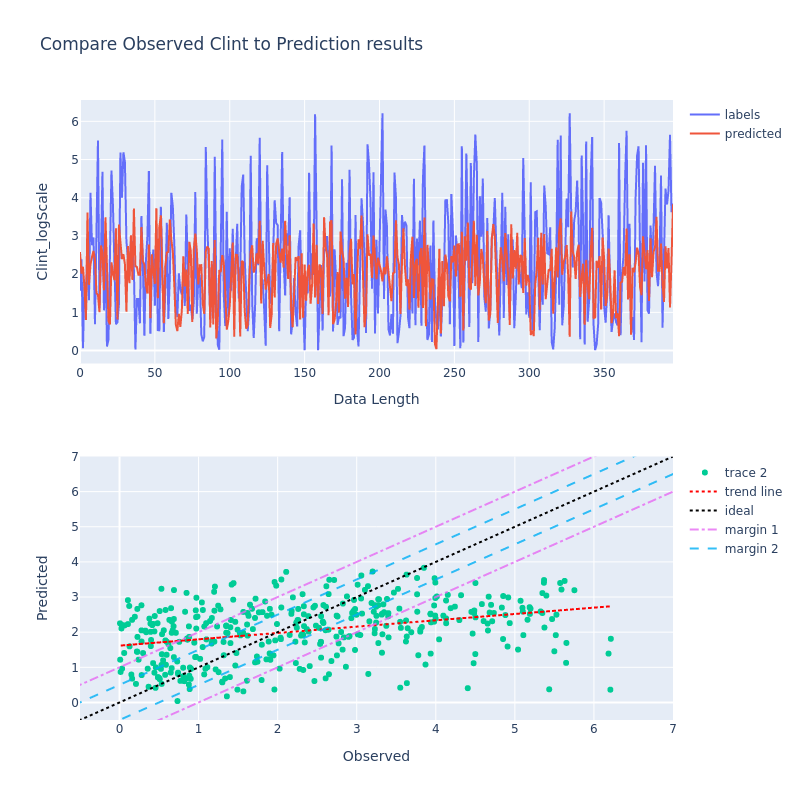 Compare Observed Clint to Prediction results
Clint_logScale
6
5
4
3
2
1
0
0 50 100 150 200 250 300 350
Data Length
labels
predicted
Predicted
7
6
5
4
3
2
1
0
0 1 2 3 4 5 6 7
Observed
trace 2
trend line
ideal
margin 1
margin 2